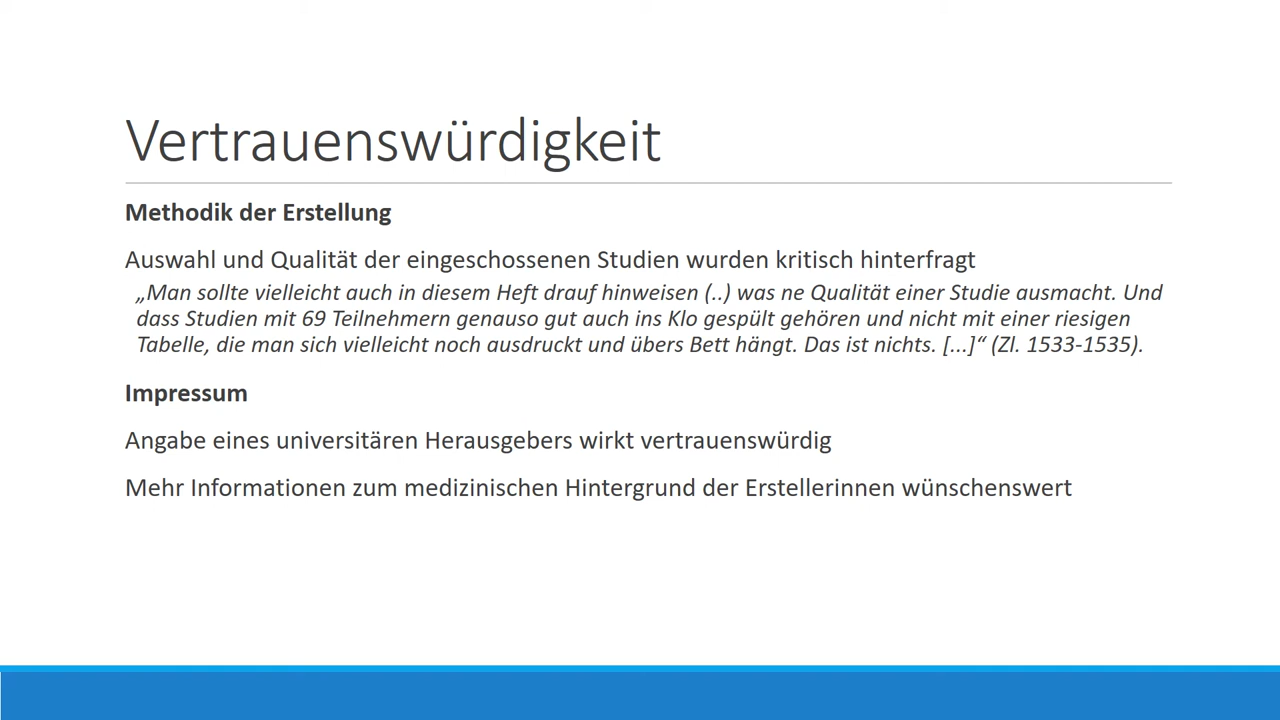 Vertrauenswürdigkeit
Methodik der Erstellung
Auswahl und Qualität der eingeschossenen Studien wurden kritisch hinterfragt
„Man sollte vielleicht auch in diesem Heft drauf hinweisen (..) was ne Qualität einer Studie ausmacht. Und
dass Studien mit 69 Teilnehmern genauso gut auch ins Klo gespült gehören und nicht mit einer riesigen
Tabelle, die man sich vielleicht noch ausdruckt und übers Bett hängt. Das ist nichts. [...]“ (Zl. 1533-1535).
Impressum
Angabe eines universitären Herausgebers wirkt vertrauenswürdig
Mehr Informationen zum medizinischen Hintergrund der Erstellerinnen wünschenswert